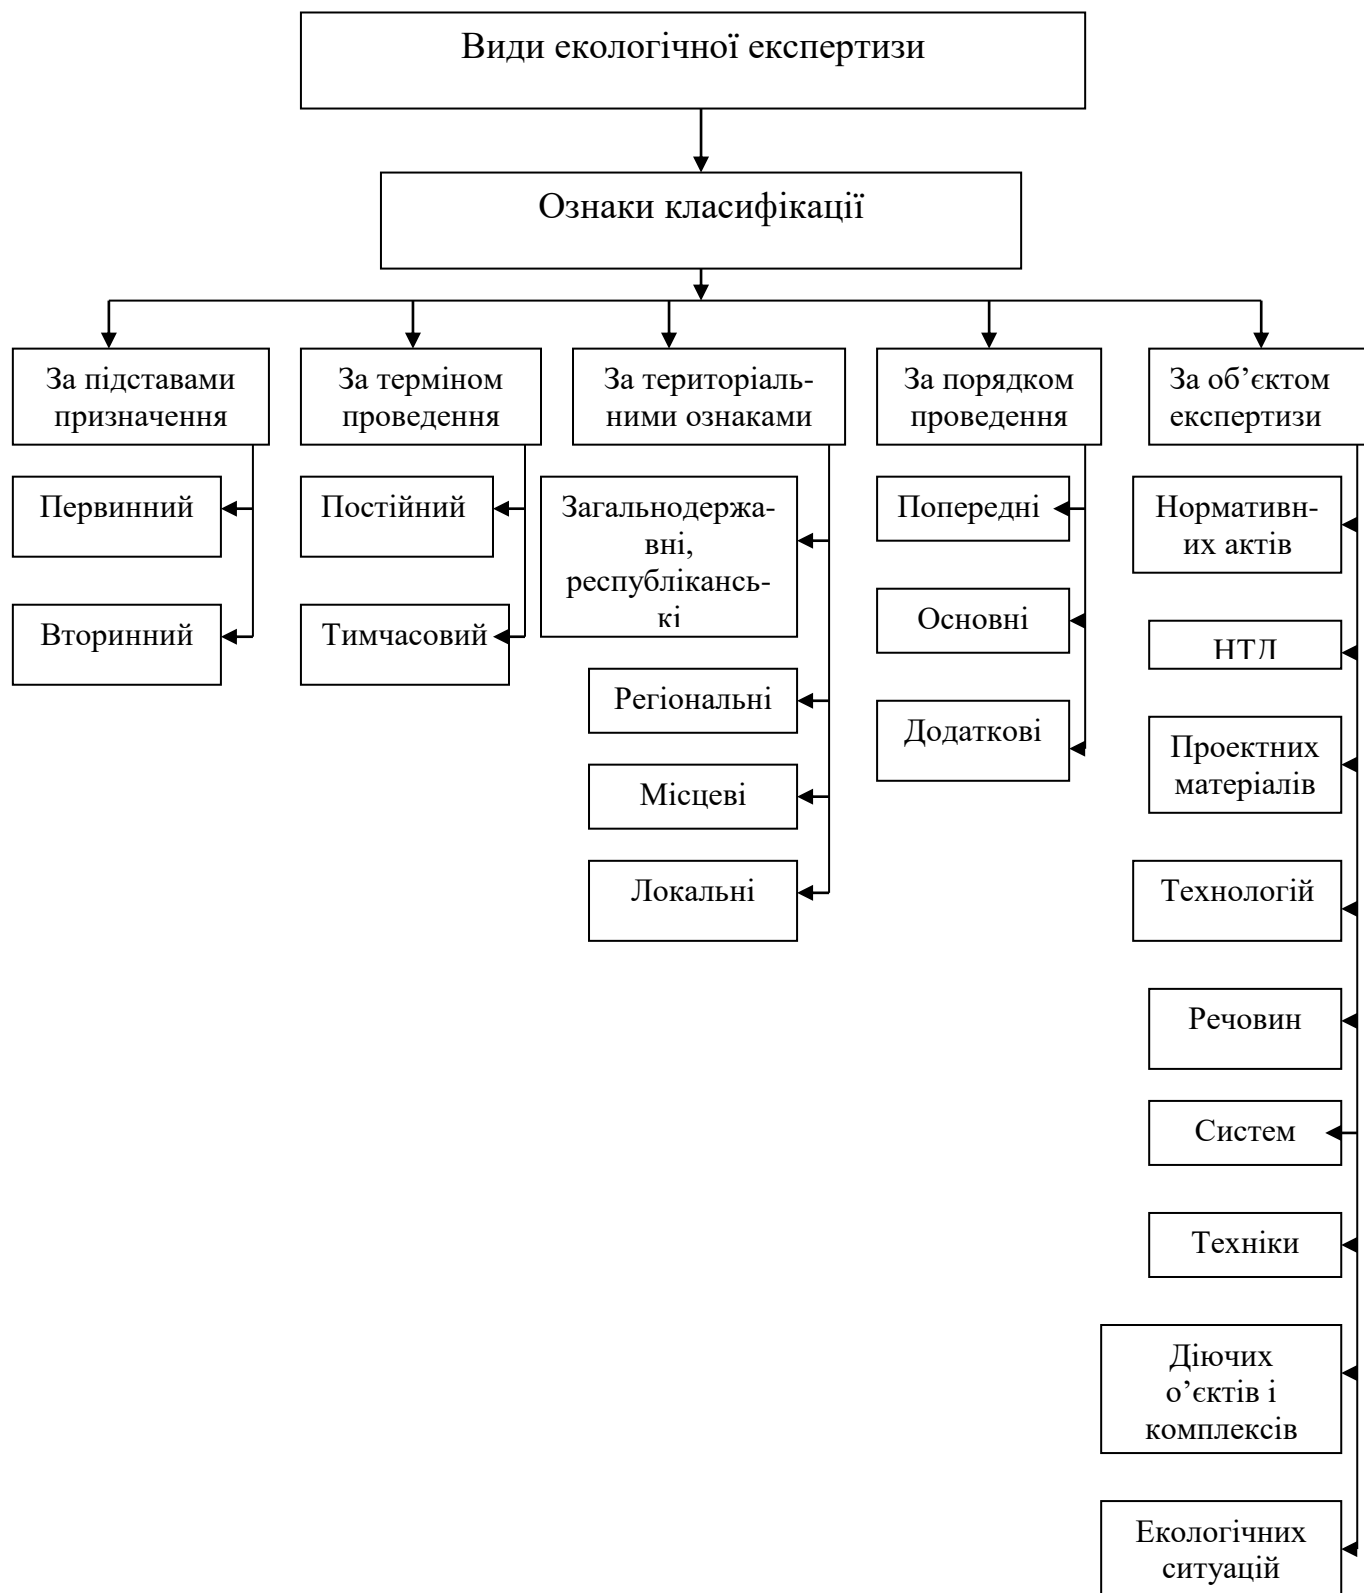 Види екологічної експертизи
Ознаки класифікації
За підставами
призначення
Первинний
Вторинний
За терміном
проведення
Постійний
Тимчасовий
За територіаль-
ними ознаками
Загальнодержа-
вні,
республікансь-
кі
Регіональні
Місцеві
Локальні
За порядком
проведення
Попередні
Основні
Додаткові
За об’єктом
експертизи
Нормативн-
их актів
НТД
Проектних
матеріалів
Технологій
Речовин
Систем
Техніки
Діючих
о’єктів і
комплексів
Екологічних
ситуацій